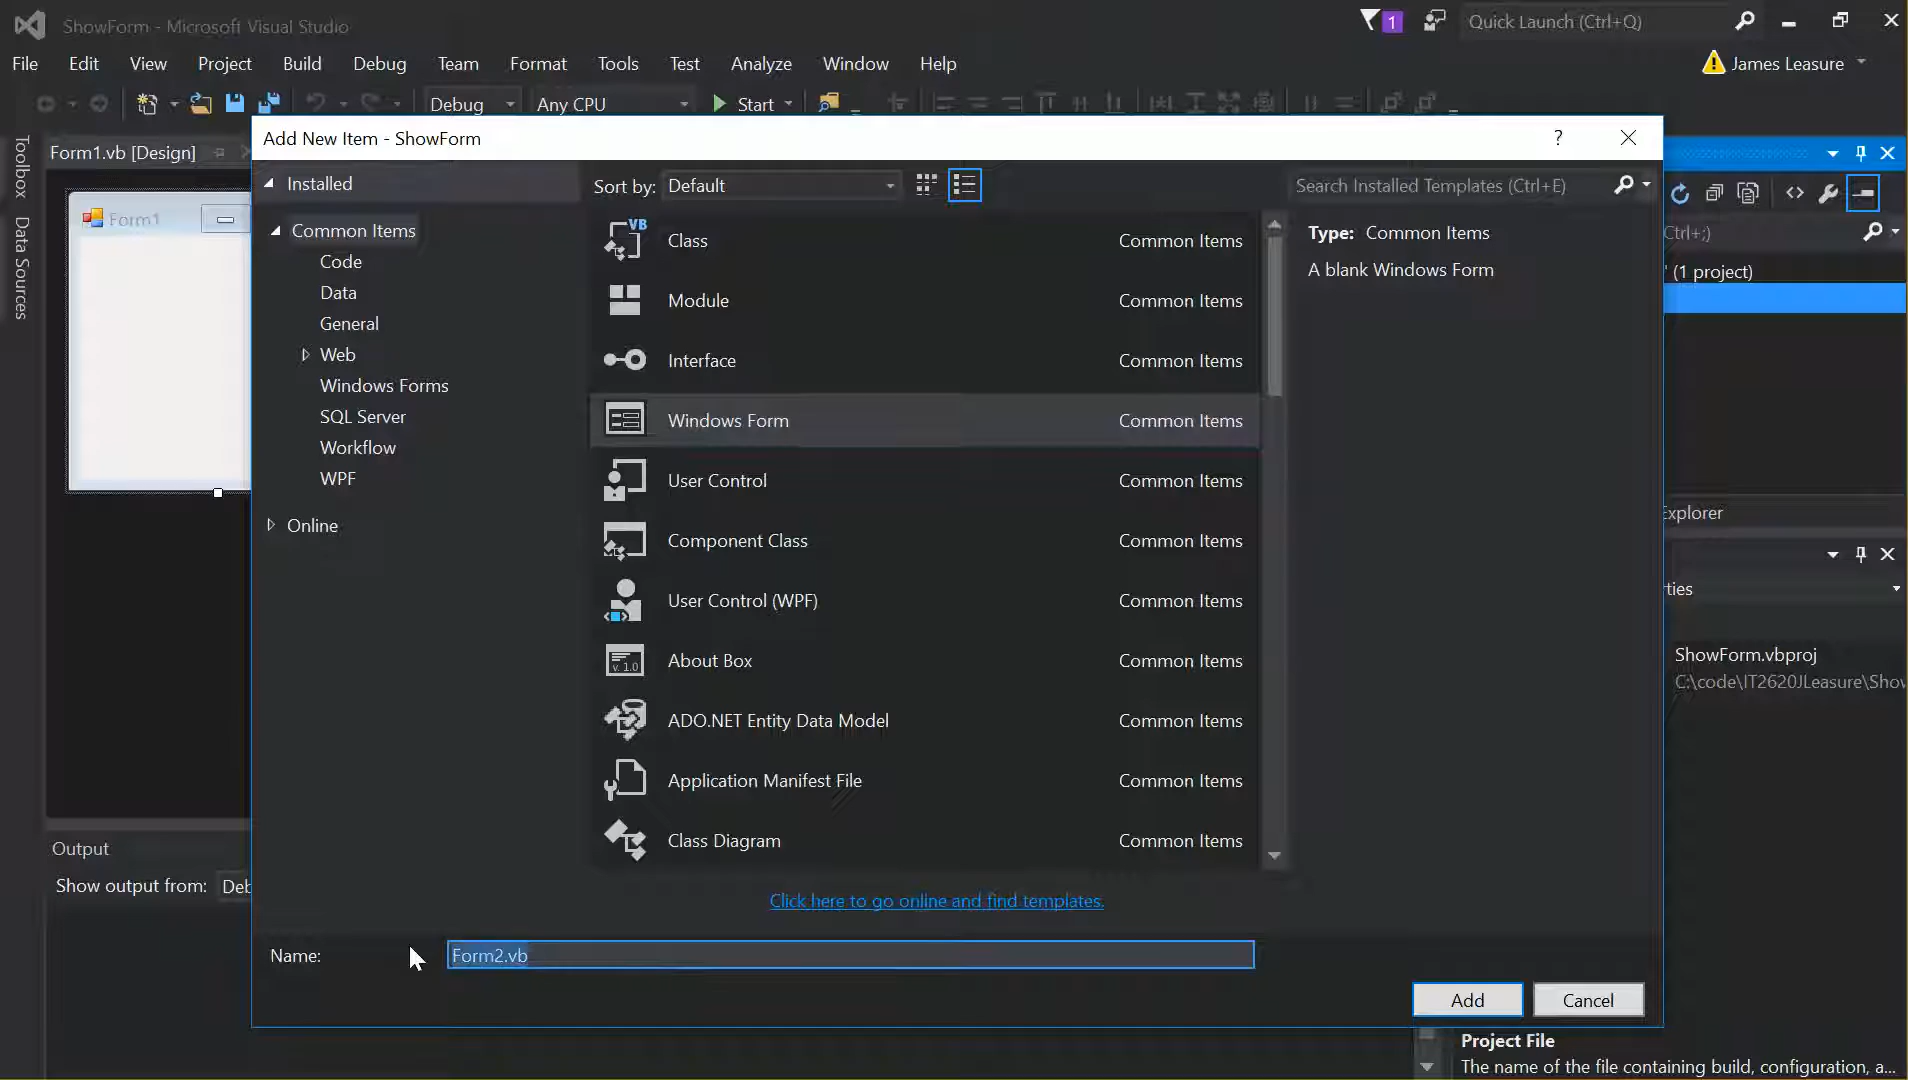 ShowForm - Microsoft Visual Studio
1
Quick Launch (Ctrl+Q)
File Edit View Project Build Debug Team Format Tools Test Analyze Window Help
James Leasure
Debug Any CPU Start
Toolbox
Data Sources
Form1.vb [Design]
Form1
Add New Item - ShowForm
?
Installed
Common Items
Code
Data
General
Web
Windows Forms
SQL Server
Workflow
WPF
Online
Sort by: Default
Search Installed Templates (Ctrl+E)
VB
Class Common Items
Module Common Items
Interface Common Items
Windows Form Common Items
User Control Common Items
Component Class Common Items
User Control (WPF) Common Items
v. 1.0
About Box Common Items
ADO.NET Entity Data Model Common Items
Application Manifest File Common Items
Class Diagram Common Items
Click here to go online and find templates.
Type: Common Items
A blank Windows Form
Name: Form2.vb
Add Cancel
Ctrl+;)
' (1 project)
Explorer
rties
ShowForm.vbproj
C:\code\IT2620JLeasure\Shov
Output
Show output from: Deb
Project File
The name of the file containing build, configuration, a...